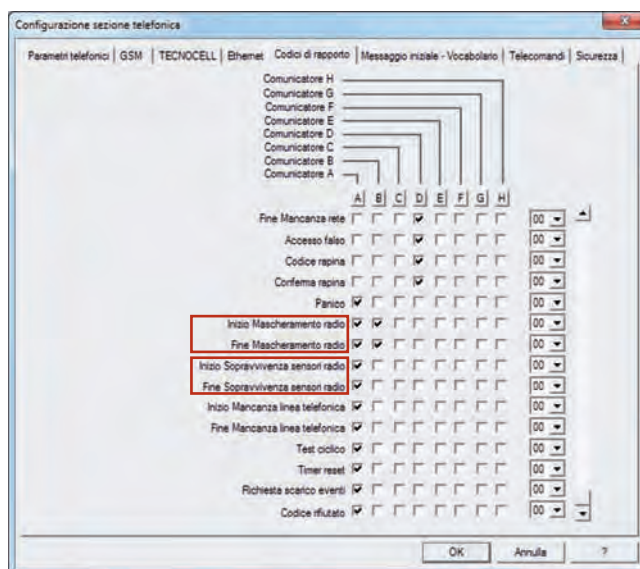 Configurazione sezione telefonica
Parametri telefonici | GSM | TECNOCELL | Ethernet | Codici di rapporto | Messaggio iniziale - Vocabolario | Telecomandi | Sicurezza
Comunicatore H
Comunicatore G
Comunicatore F
Comunicatore E
Comunicatore D
Comunicatore C
Comunicatore B
Comunicatore A
A B C D E F G H
Fine Mancanza rete 00
Accesso falso 00
Codice rapina 00
Conferma rapina 00
Panico 00
Inizio Mascheramento radio 00
Fine Mascheramento radio 00
Inizio Sopravvivenza sensori radio 00
Fine Sopravvivenza sensori radio 00
Inizio Mancanza linea telefonica 00
Fine Mancanza linea telefonica 00
Test ciclico 00
Timer reset 00
Richiesta scarico eventi 00
Codice rifiutato 00
OK Annulla ?